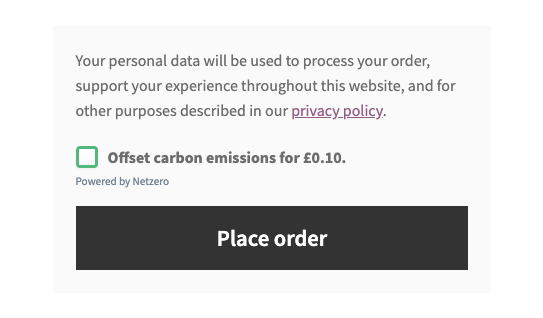 Your personal data will be used to process your order,
support your experience throughout this website, and for
other purposes described in our privacy policy.
Offset carbon emissions for £0.10.
Powered by Netzero
Place order